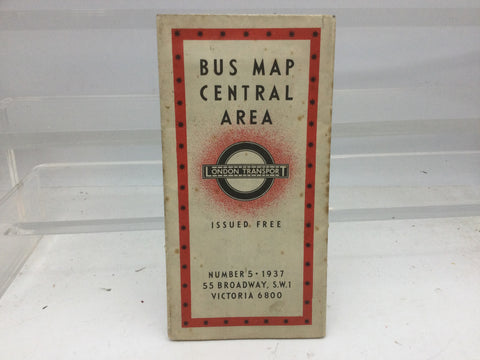 BUS MAP
CENTRAL
AREA
LONDON TRANSPORT
ISSUED FREE
NUMBER 5 · 1937
55 BROADWAY, S.W.1
VICTORIA 6800